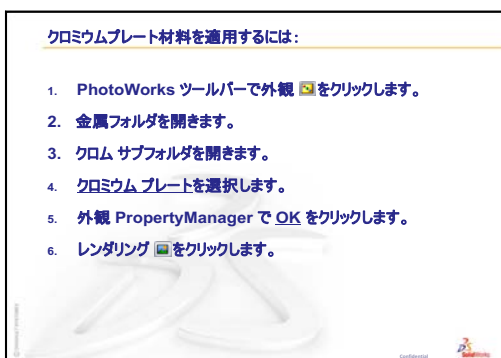 クロミウムプレート材料を適用するには：
1. PhotoWorks ツールバーで外観 をクリックします。
2. 金属フォルダを開きます。
3. クロム サブフォルダを開きます。
4. クロミウム プレートを選択します。
5. 外観 PropertyManager で OK をクリックします。
6. レンダリング をクリックします。
Confidential
SolidWorks